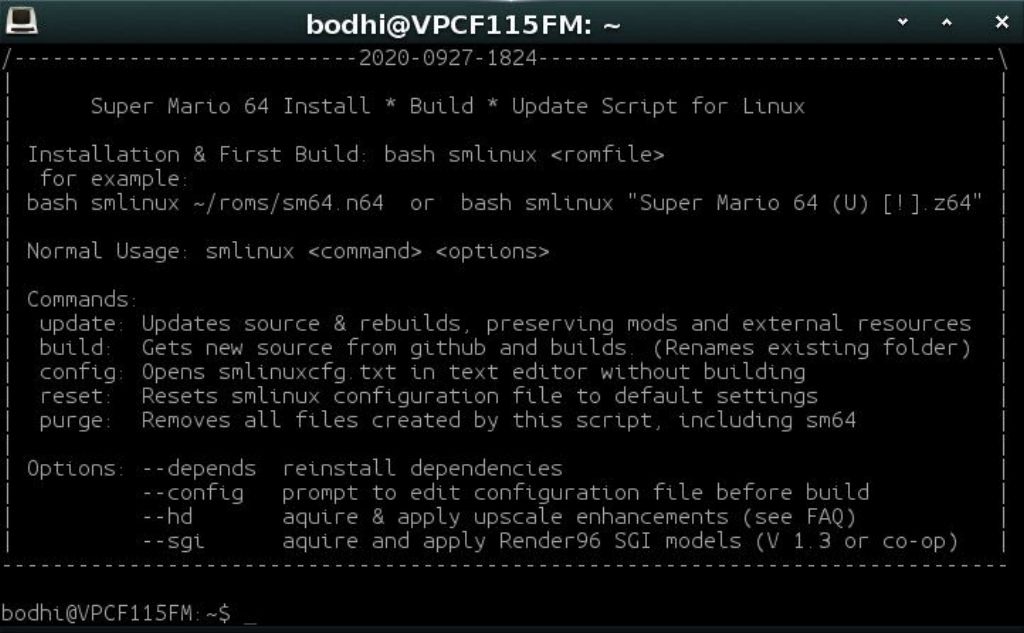 bodhi@VPCF115FM: ~
/---------------------------2020-0927-1824------------------------------------\
Super Mario 64 Install * Build * Update Script for Linux
Installation & First Build: bash smlinux <romfile>
for example:
bash smlinux ~/roms/sm64.n64  or  bash smlinux "Super Mario 64 (U) [!].z64"
Normal Usage: smlinux <command> <options>
Commands:
update: Updates source & rebuilds, preserving mods and external resources
build:  Gets new source from github and builds. (Renames existing folder)
config: Opens smlinuxcfg.txt in text editor without building
reset:  Resets smlinux configuration file to default settings
purge:  Removes all files created by this script, including sm64
Options: --depends  reinstall dependencies
--config   prompt to edit configuration file before build
--hd       aquire & apply upscale enhancements (see FAQ)
--sgi      aquire and apply Render96 SGI models (V 1.3 or co-op)
bodhi@VPCF115FM:~$ _